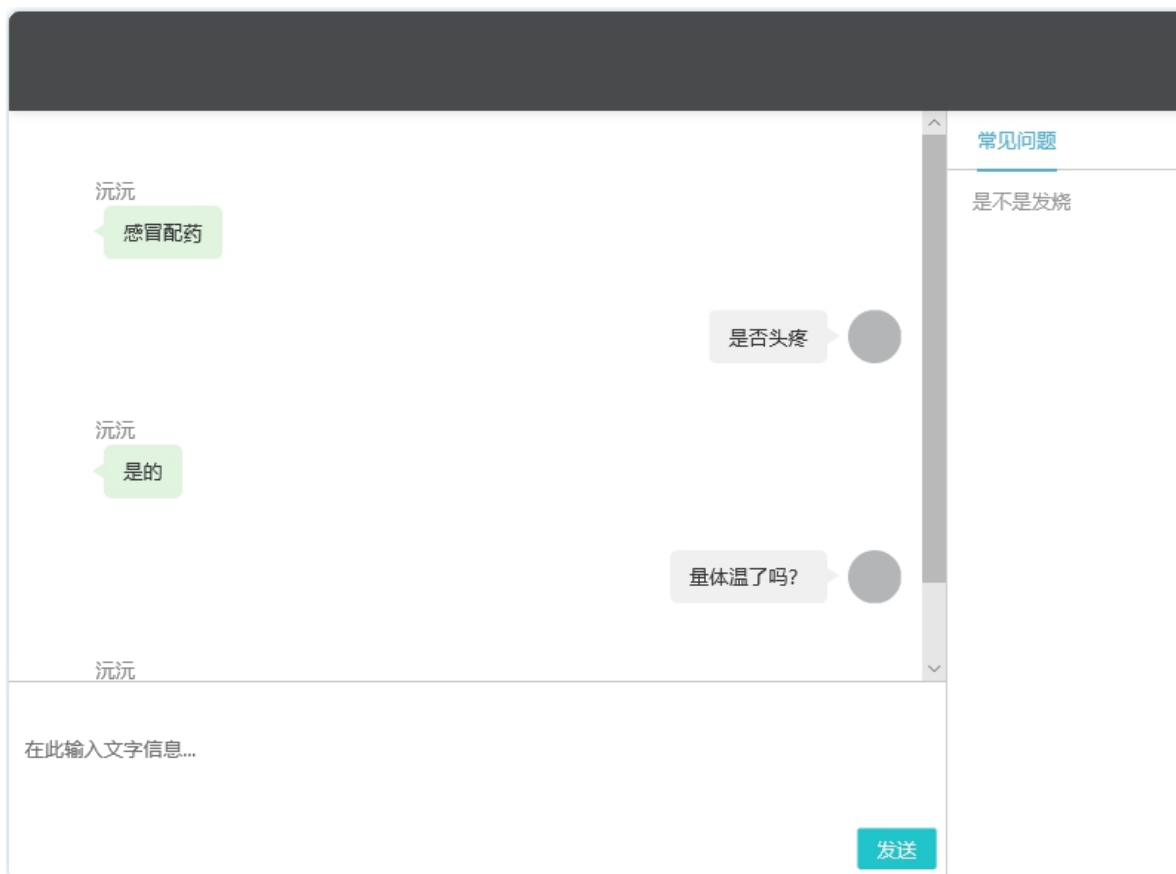 常见问题
是不是发烧
沅沅
感冒配药
是否头疼
沅沅
是的
量体温了吗?
沅沅
在此输入文字信息...
发送